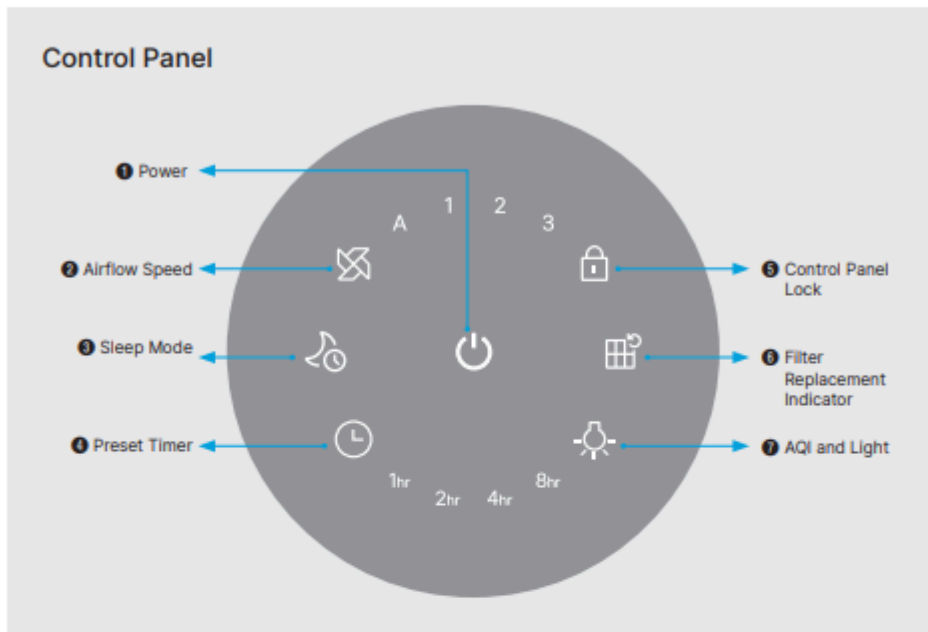 Control Panel
❶ Power
A
1
2
3
❷ Airflow Speed
❺ Control Panel
Lock
❸ Sleep Mode
❻ Filter
Replacement
Indicator
❹ Preset Timer
❼ AQI and Light
1hr
2hr
4hr
8hr